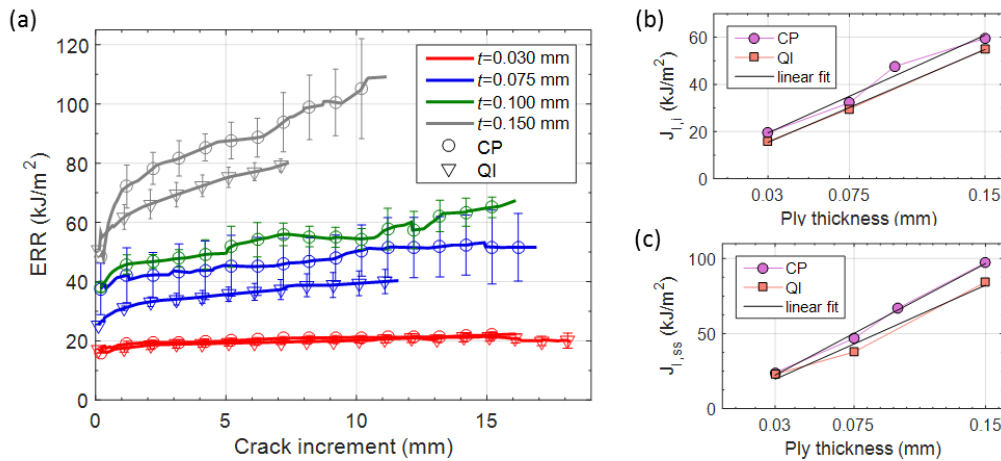 (a)
120
100
80
60
40
20
0
ERR (kJ/m²)
0
5
10
15
Crack increment (mm)
t=0.030 mm
t=0.075 mm
t=0.100 mm
t=0.150 mm
CP
QI
(b)
60
40
20
0
J_I,i (kJ/m²)
CP
QI
linear fit
0.03
0.075
0.15
Ply thickness (mm)
(c)
100
50
0
J_I,ss (kJ/m²)
CP
QI
linear fit
0.03
0.075
0.15
Ply thickness (mm)